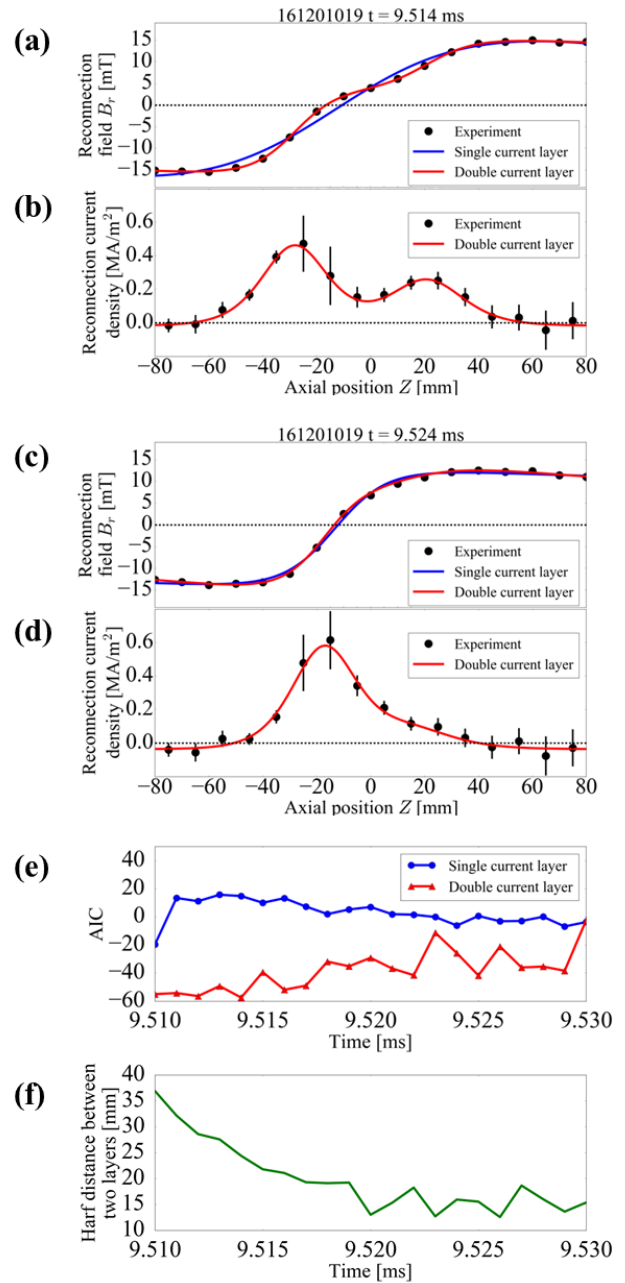 161201019 t = 9.514 ms
(a)
Reconnection
field B_r [mT]
15
10
5
0
−5
−10
−15
Experiment
Single current layer
Double current layer
(b)
Reconnection current
density [MA/m²]
0.6
0.4
0.2
0.0
Experiment
Double current layer
−80 −60 −40 −20 0 20 40 60 80
Axial position Z [mm]
161201019 t = 9.524 ms
(c)
Reconnection
field B_r [mT]
15
10
5
0
−5
−10
−15
Experiment
Single current layer
Double current layer
(d)
Reconnection current
density [MA/m²]
0.6
0.4
0.2
0.0
Experiment
Double current layer
−80 −60 −40 −20 0 20 40 60 80
Axial position Z [mm]
(e)
AIC
40
20
0
−20
−40
−60
Single current layer
Double current layer
9.510 9.515 9.520 9.525 9.530
Time [ms]
(f)
Harf distance between
two layers [mm]
40
35
30
25
20
15
10
9.510 9.515 9.520 9.525 9.530
Time [ms]